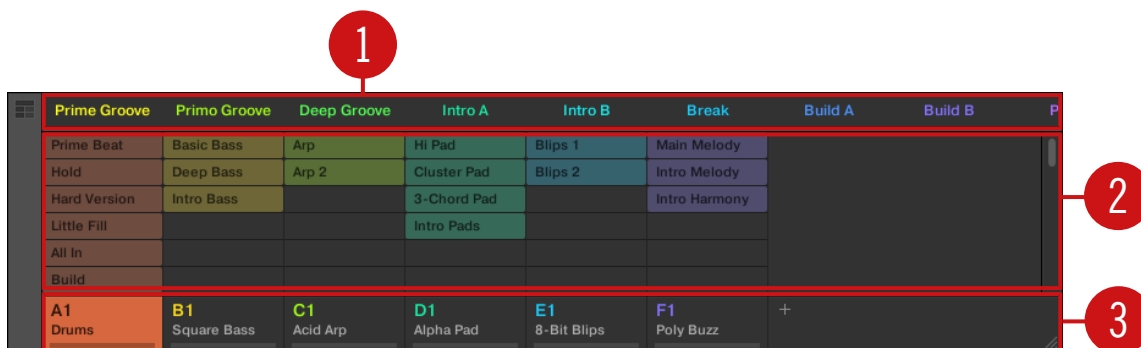 1
Prime Groove Primo Groove Deep Groove Intro A Intro B Break Build A Build B P
Prime Beat Basic Bass Arp Hi Pad Blips 1 Main Melody
Hold Deep Bass Arp 2 Cluster Pad Blips 2 Intro Melody
2
Hard Version Intro Bass 3-Chord Pad Intro Harmony
Little Fill Intro Pads
All In
Build
A1 B1 C1 D1 E1 F1 +
Drums Square Bass Acid Arp Alpha Pad 8-Bit Blips Poly Buzz
3